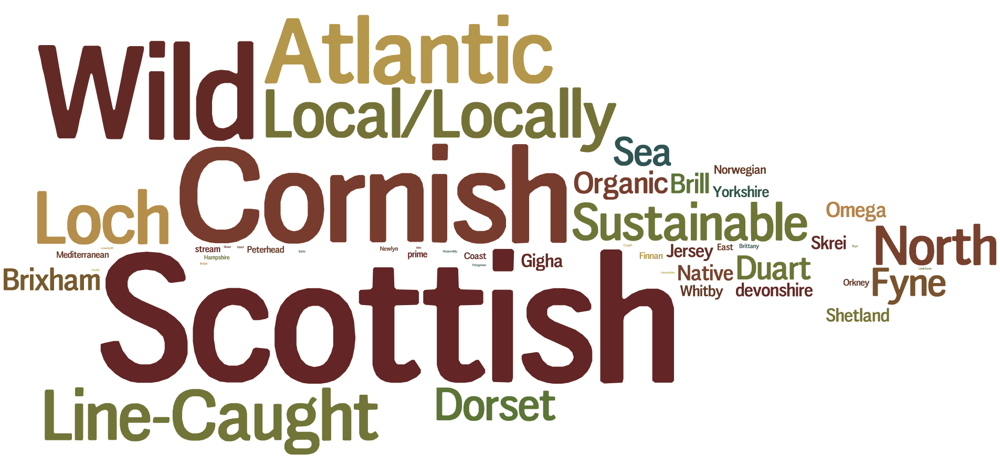 Atlantic
Wild
Local/Locally
Sea
Cornish
Norwegian
Organic
Brill
Yorkshire
Loch
Sustainable
Omega
North
Skrei
Skye
Lowestoft
Mediterranean
stream
Dived
Hand
Peterhead
Baltic
Hampshire
British
Newlyn
Isles
prime
Responsibly
Coast
Patagonian
Gigha
Caught
Finnan
Jersey
East
Brittany
Pacific
Brixham
Scottish
Lincolnshire
Native
Duart
Lindisfarne
Whitby
devonshire
Orkney
Fyne
Shetland
Line-Caught
Dorset